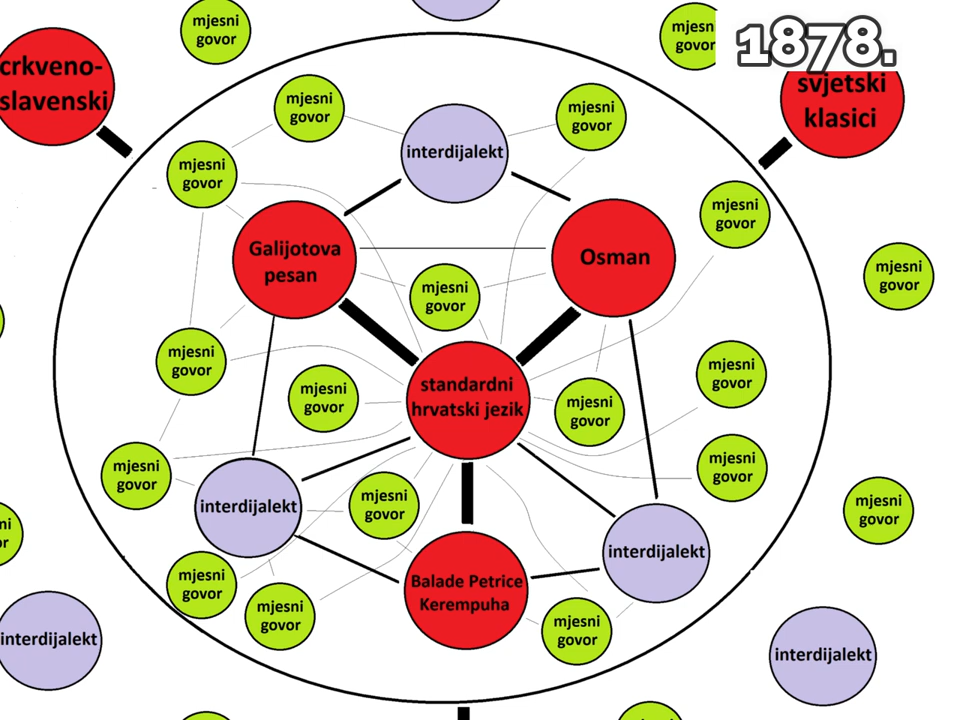 mjesni
govor
mjesni
govor
1878.
crkveno-
slavenski
svjetski
klasici
mjesni
govor
mjesni
govor
interdijalekt
mjesni
govor
mjesni
govor
Galijotova
pesan
Osman
mjesni
govor
mjesni
govor
mjesni
govor
mjesni
govor
standardni
hrvatski jezik
mjesni
govor
mjesni
govor
mjesni
govor
mjesni
govor
mjesni
govor
interdijalekt
mjesni
govor
mjesni
govor
interdijalekt
mjesni
govor
Balade Petrice
Kerempuha
mjesni
govor
mjesni
govor
interdijalekt
interdijalekt